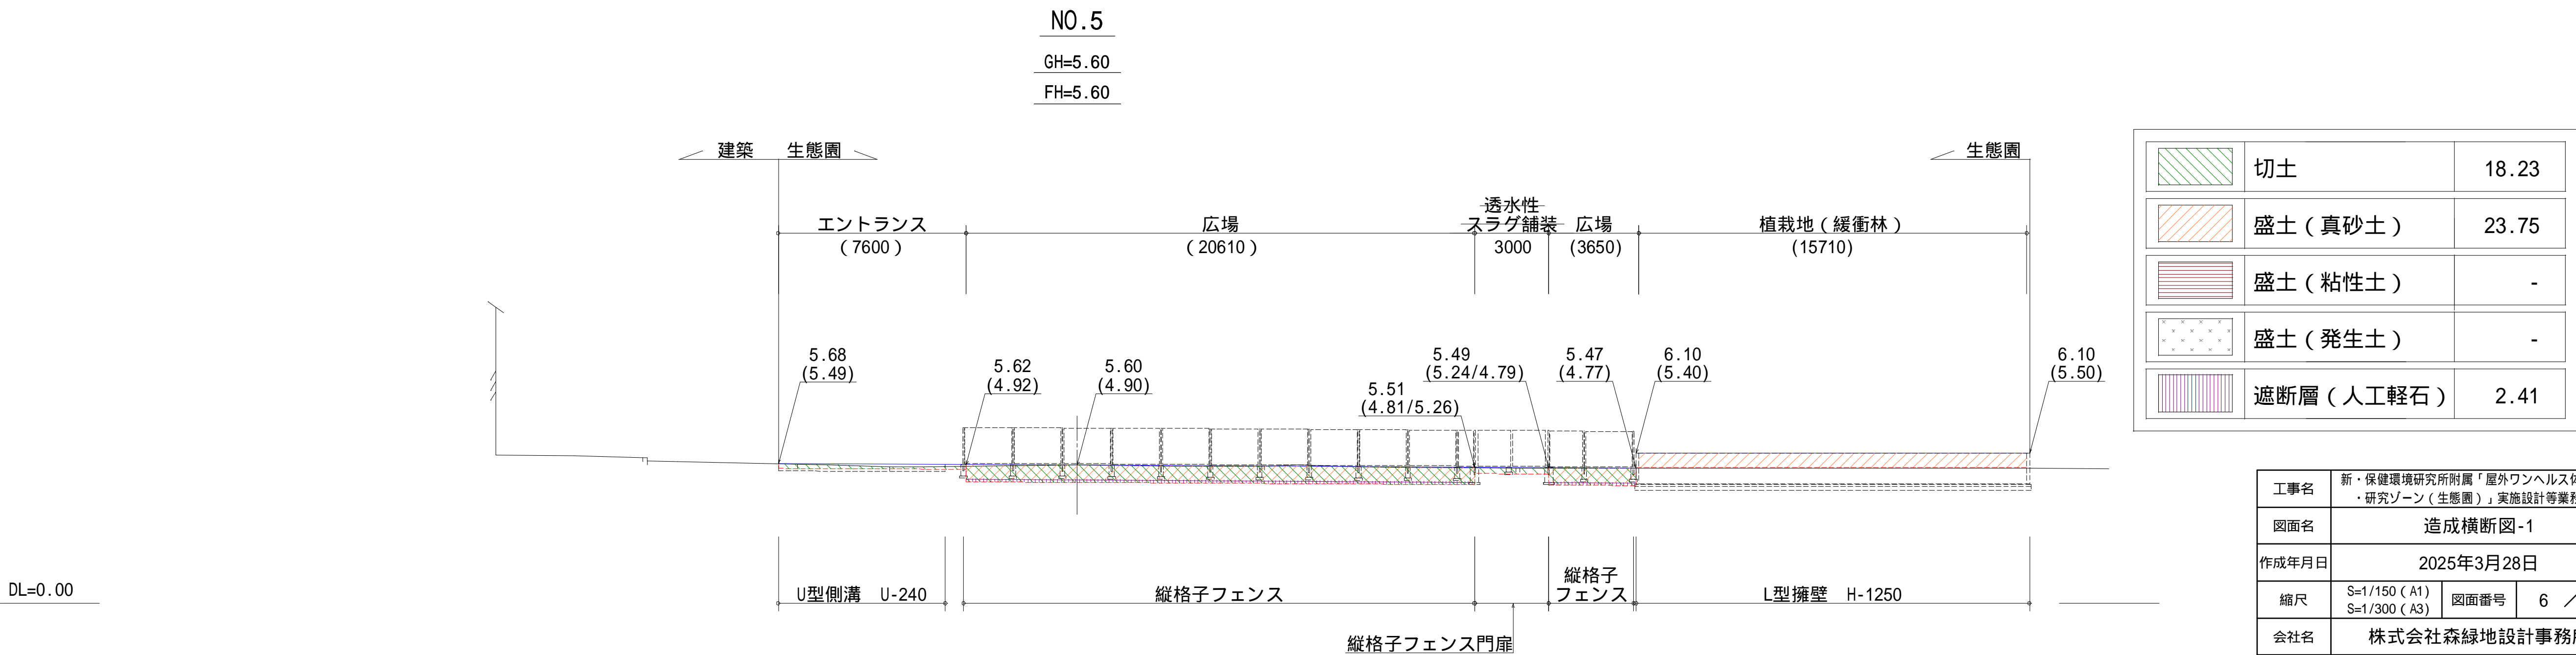 NO.5
GH=5.60
FH=5.60
建築 生態園
生態園
エントランス
(7600)
広場
(20610)
透水性
スラグ舗装
3000
広場
(3650)
植栽地(緩衝林)
(15710)
5.68
(5.49)
5.62
(4.92)
5.60
(4.90)
5.51
(4.81/5.26)
5.49
(5.24/4.79)
5.47
(4.77)
6.10
(5.40)
6.10
(5.50)
DL=0.00
U型側溝 U-240
縦格子フェンス
縦格子
フェンス
L型擁壁 H-1250
縦格子フェンス門扉
切土 18.23
盛土(真砂土) 23.75
盛土(粘性土) -
盛土(発生土) -
遮断層(人工軽石) 2.41
工事名 新・保健環境研究所附属「屋外ワンヘルス
・研究ゾーン(生態園)」実施設計等業
図面名 造成横断図-1
作成年月日 2025年3月28日
縮尺 S=1/150(A1)
S=1/300(A3)
図面番号 6 /
会社名 株式会社森緑地設計事務